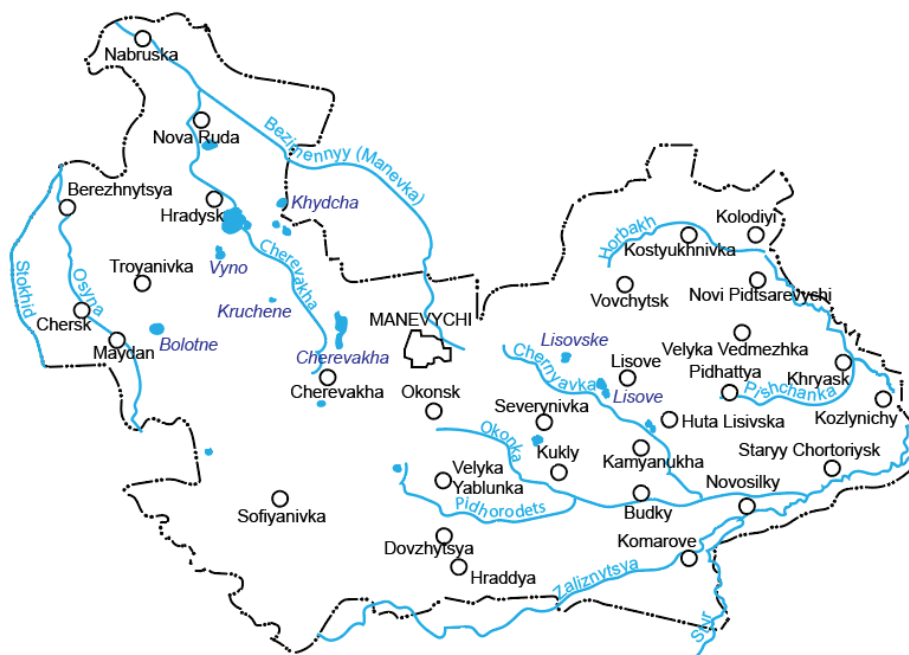 Nabruska
Nova Ruda
Bezimennyy (Manevka)
Berezhnytsya
Hradysk
Khydcha
Kolodiyi
Horbakh
Kostyukhnivka
Stokhid
Osyna
Troyanivka
Vyno
Cherevakha
Vovchytsk
Novi Pidtsarevychi
Chersk
Kruchene
MANEVYCHI
Maydan
Bolotne
Cherevakha
Lisovske
Velyka Vedmezhka
Chernyavka
Lisove
Pidhattya
Khryask
Cherevakha
Okonsk
Lisove
Pishchanka
Kozlynichy
Severynivka
Huta Lisivska
Okonka
Kukly
Kamyanukha
Staryy Chortoriysk
Velyka
Yablunka
Novosilky
Sofiyanivka
Pidhorodets
Budky
Dovzhytsya
Komarove
Hraddya
Zaliznytsya
Styr